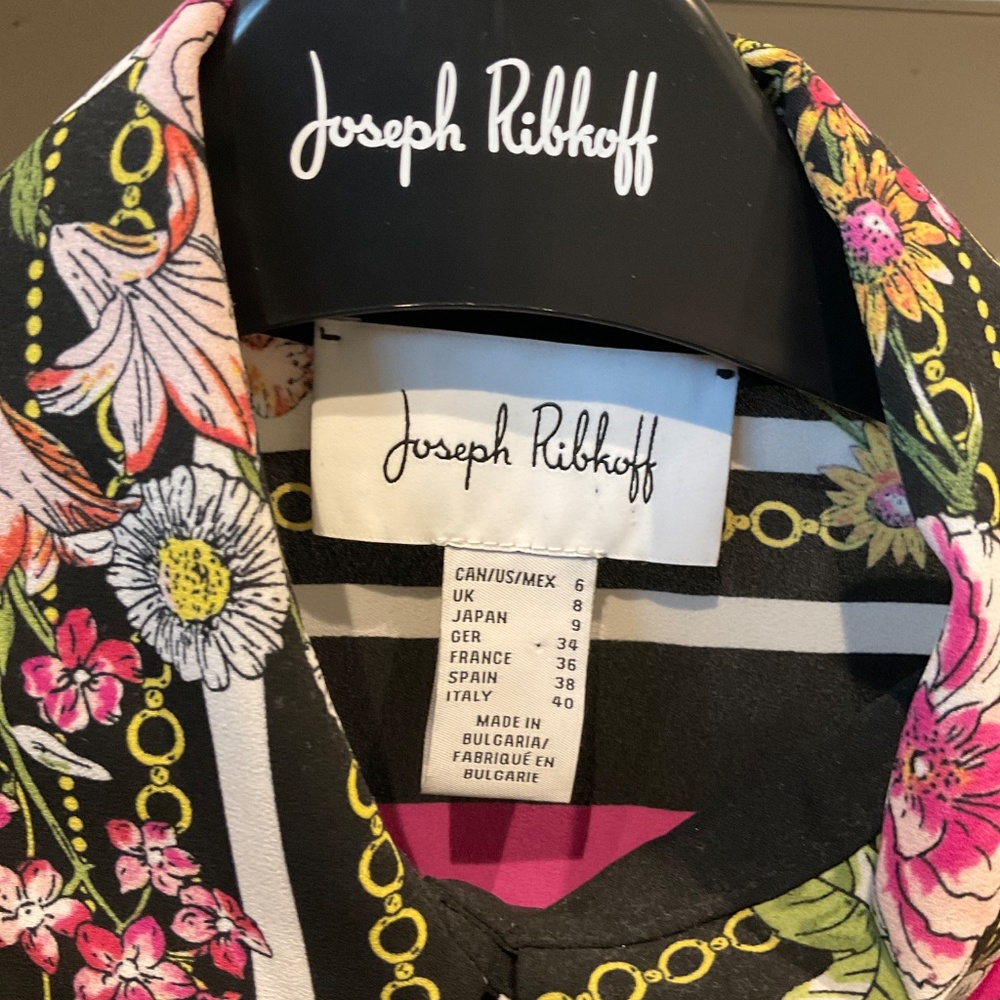 Joseph Ribkoff
Joseph Ribkoff
CAN/US/MEX 6
UK 8
JAPAN 9
GER 34
FRANCE 36
SPAIN 38
ITALY 40
MADE IN
BULGARIA/
FABRIQUÉ EN
BULGARIE